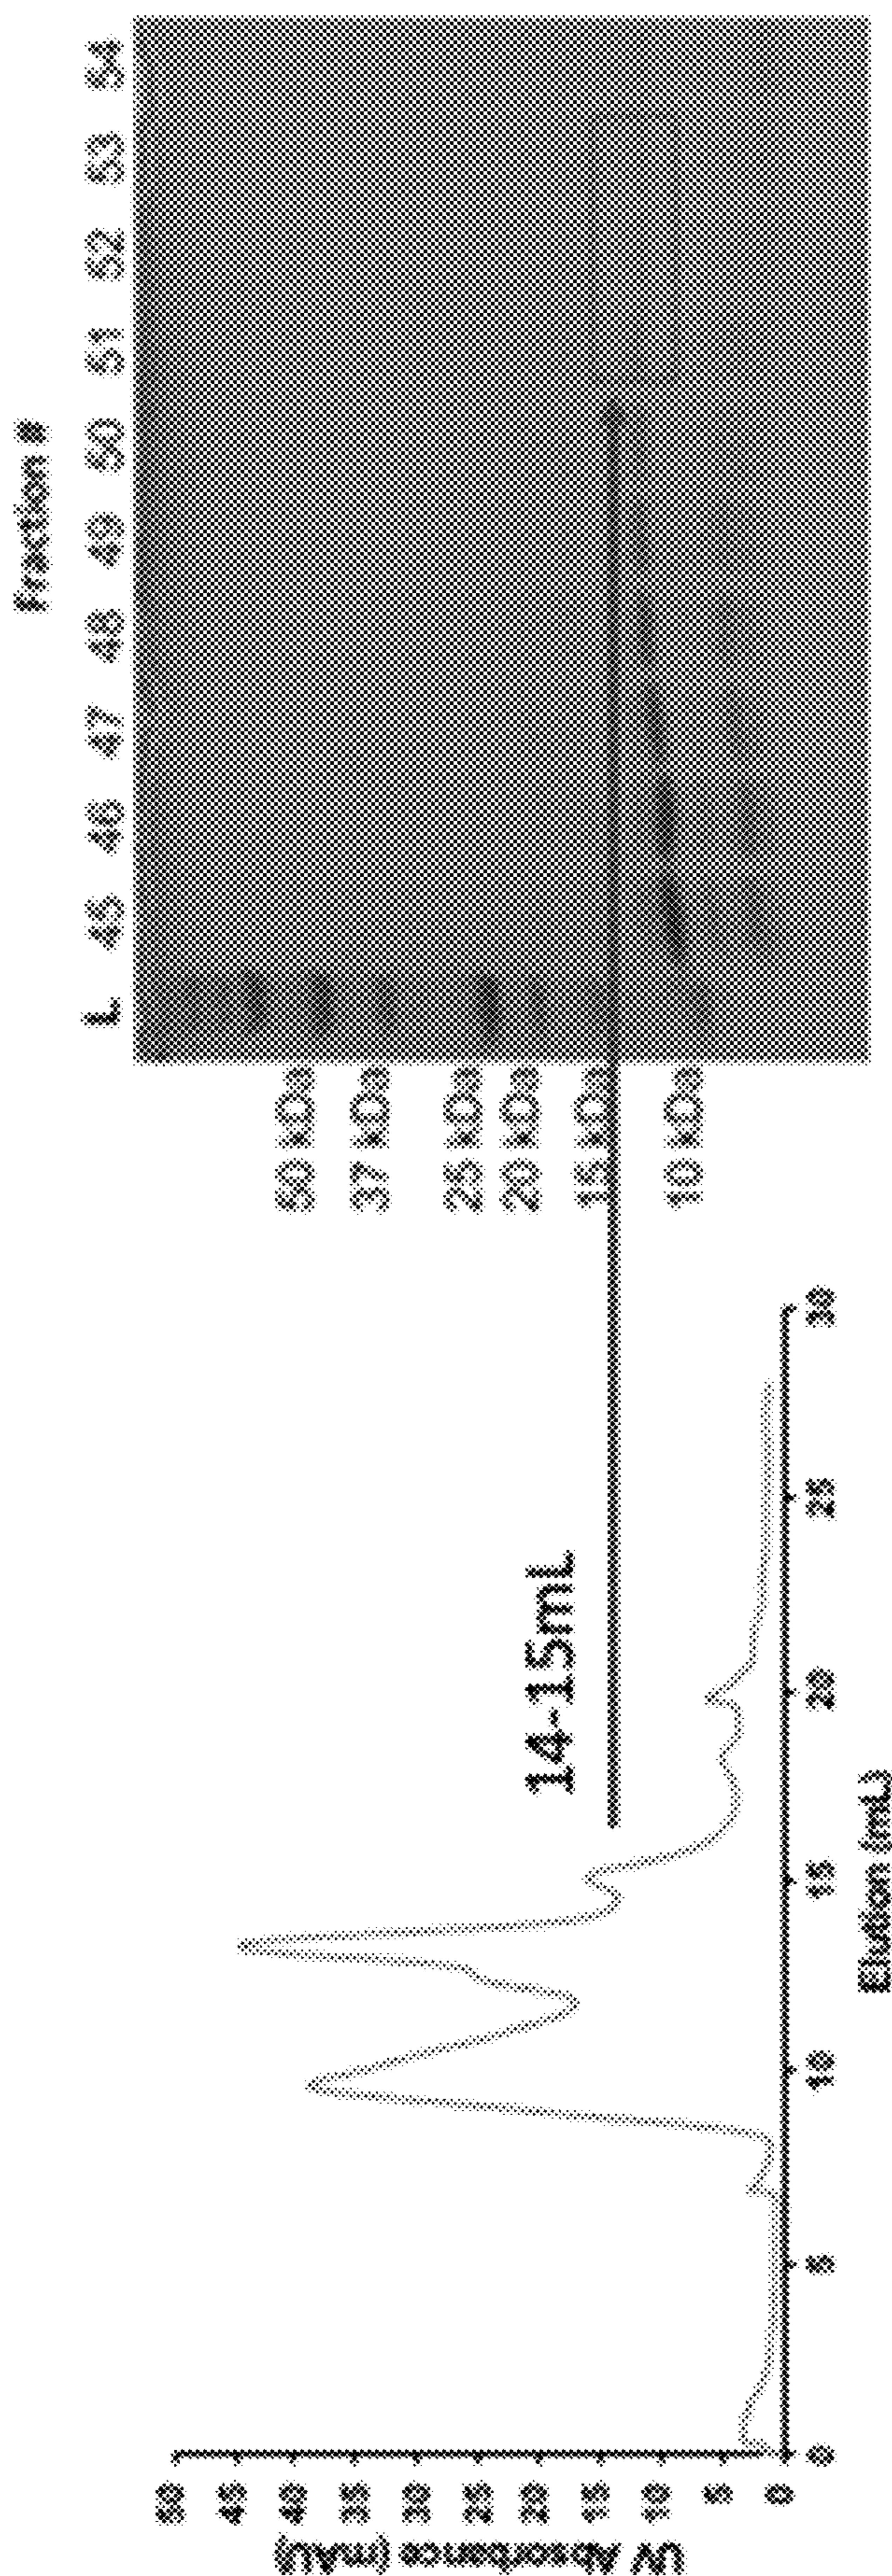 UV Absorbance (mAU)
50
45
40
35
30
25
20
15
10
5
0
0
5
10
15
20
25
30
Elution (mL)
14-15mL
Fraction #
L 45 46 47 48 49 50 51 52 53 54
50 kDa
37 kDa
25 kDa
20 kDa
15 kDa
10 kDa